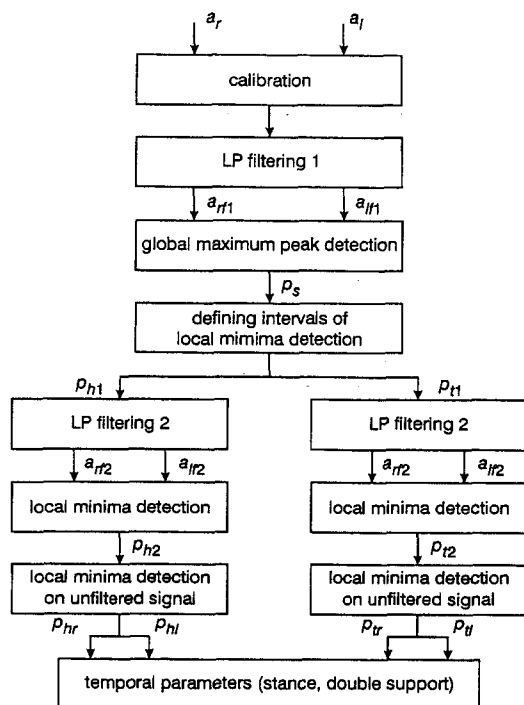 a_r a_l
calibration
LP filtering 1
a_rf1 a_lf1
global maximum peak detection
p_s
defining intervals of
local mimima detection
p_h1 p_t1
LP filtering 2 LP filtering 2
a_rf2 a_lf2 a_rf2 a_lf2
local minima detection local minima detection
p_h2 p_t2
local minima detection local minima detection
on unfiltered signal on unfiltered signal
p_hr p_hl p_tr p_tl
temporal parameters (stance, double support)